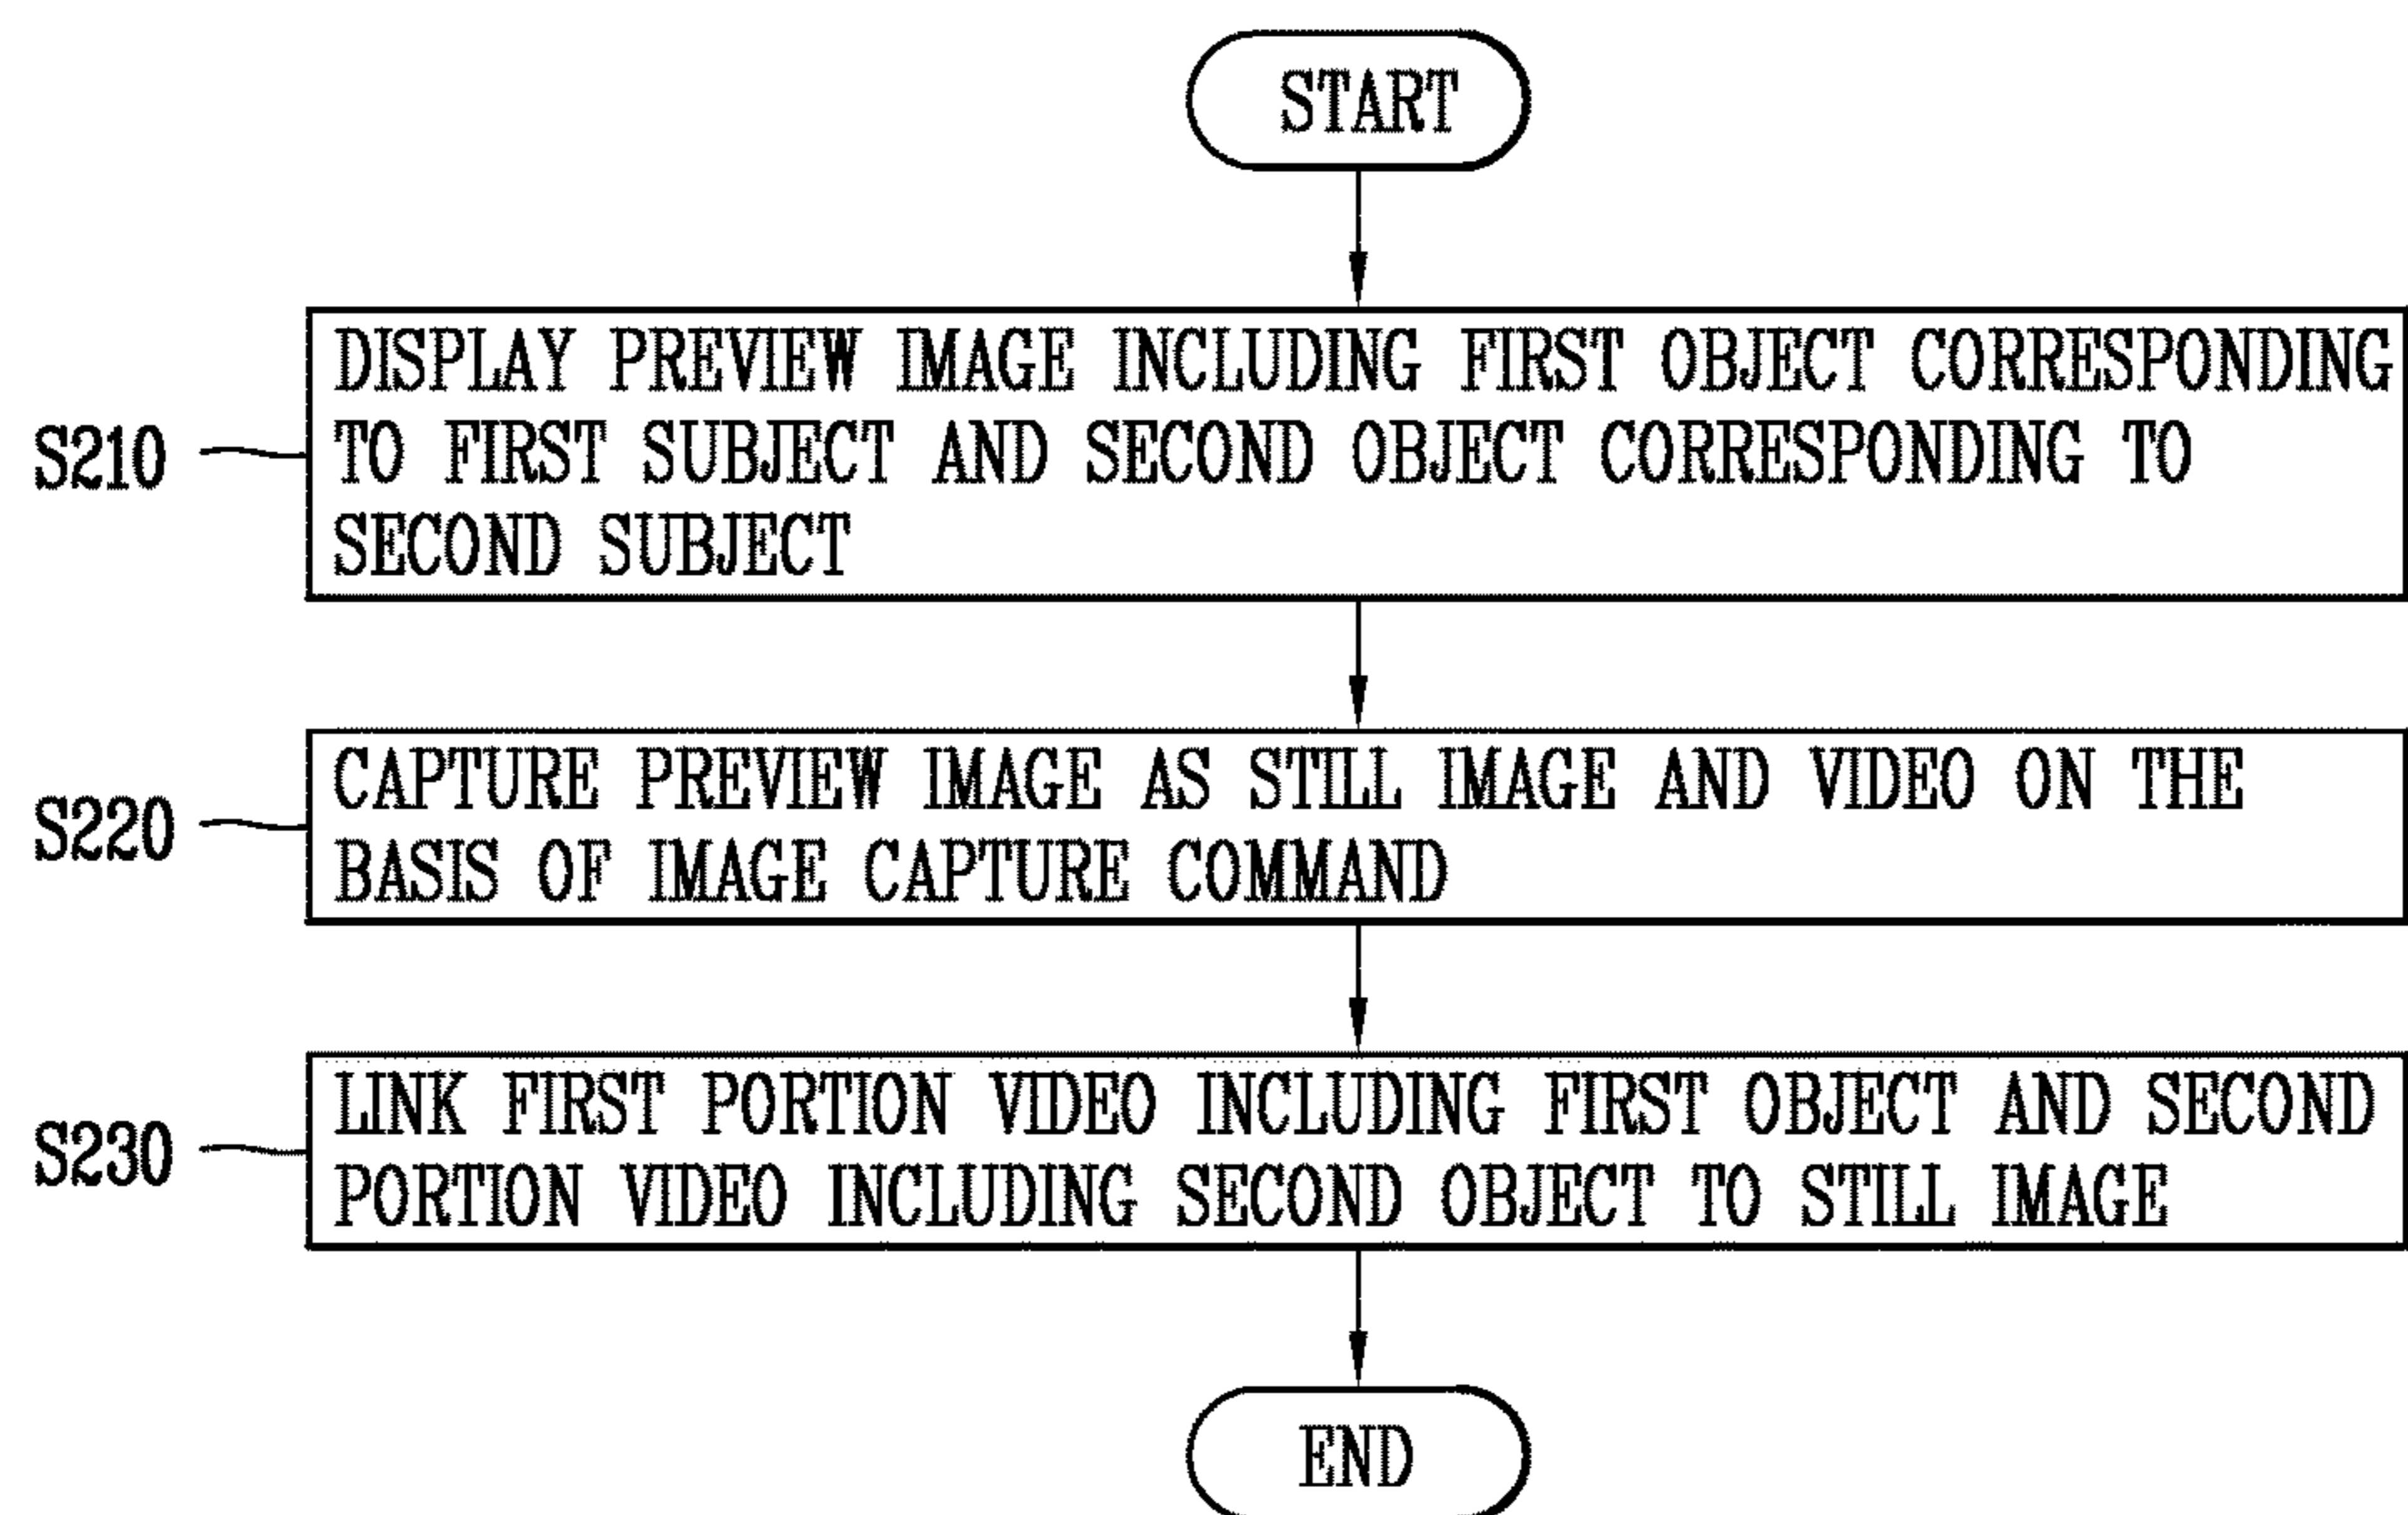 START
DISPLAY PREVIEW IMAGE INCLUDING FIRST OBJECT CORRESPONDING
S210
TO FIRST SUBJECT AND SECOND OBJECT CORRESPONDING TO
SECOND SUBJECT
CAPTURE PREVIEW IMAGE AS STILL IMAGE AND VIDEO ON THE
S220
BASIS OF IMAGE CAPTURE COMMAND
LINK FIRST PORTION VIDEO INCLUDING FIRST OBJECT AND SECOND
S230
PORTION VIDEO INCLUDING SECOND OBJECT TO STILL IMAGE
END